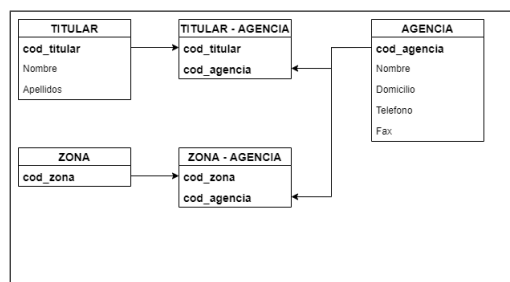 TITULAR
cod_titular
Nombre
Apellidos
TITULAR - AGENCIA
cod_titular
cod_agencia
AGENCIA
cod_agencia
Nombre
Domicilio
Telefono
Fax
ZONA
cod_zona
ZONA - AGENCIA
cod_zona
cod_agencia